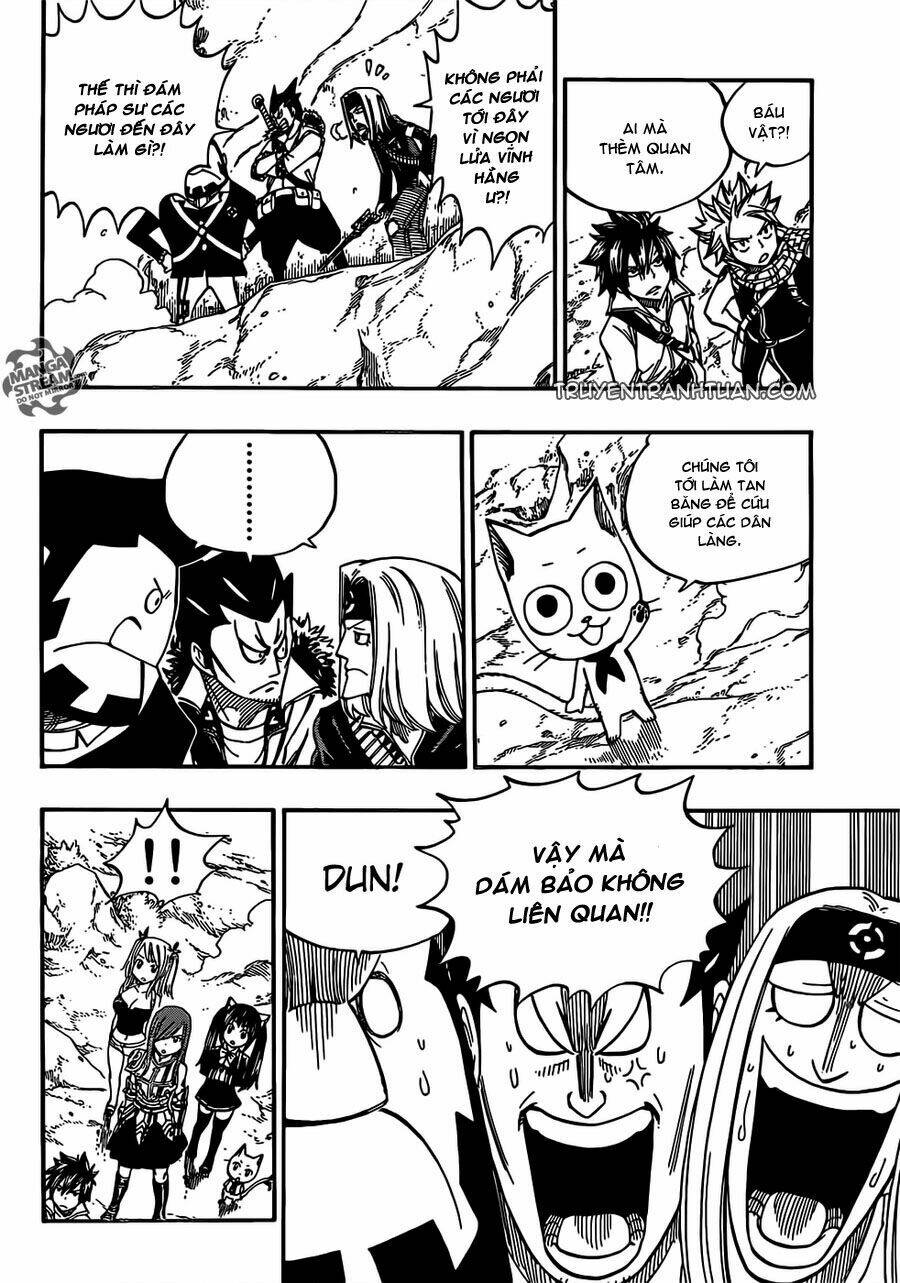 BÁU
VẬT?!
AI MÀ
THÈM QUAN
TÂM.
KHÔNG PHẢI
CÁC NGƯƠI
TỚI ĐÂY
VÌ NGỌN
LỬA VĨNH
HẰNG
Ư?!
THẾ THÌ ĐÁM
PHÁP SƯ CÁC
NGƯƠI ĐẾN ĐÂY
LÀM GÌ?!
MANGA
STREAM
DO NOT MIRROR
TRUYENTRANHTUAN.COM
CHÚNG TÔI
TỚI LÀM TAN
BĂNG ĐỂ CỨU
GIÚP CÁC DÂN
LÀNG.
.........
VẬY MÀ
DÁM BẢO KHÔNG
LIÊN QUAN!!
DUN!
!!